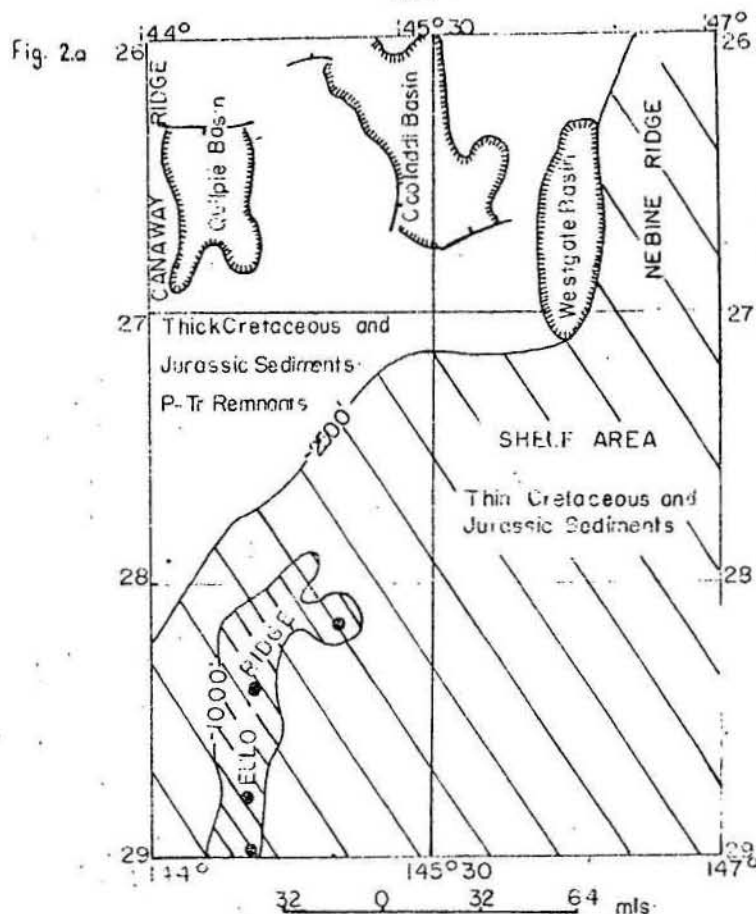 Fig. 2.a
144°
145°30
147°
26
26
CANAWAY RIDGE
Quilpie Basin
Cooladdi Basin
Westgate Basin
NEBINE RIDGE
27
27
Thick Cretaceous and
Jurassic Sediments
P-Tr Remnants
-2500'
SHELF AREA
Thin Cretaceous and
Jurassic Sediments
28
28
-1000'
EULO RIDGE
29
29
144°
145°30
147°
32 0 32 64 mls.